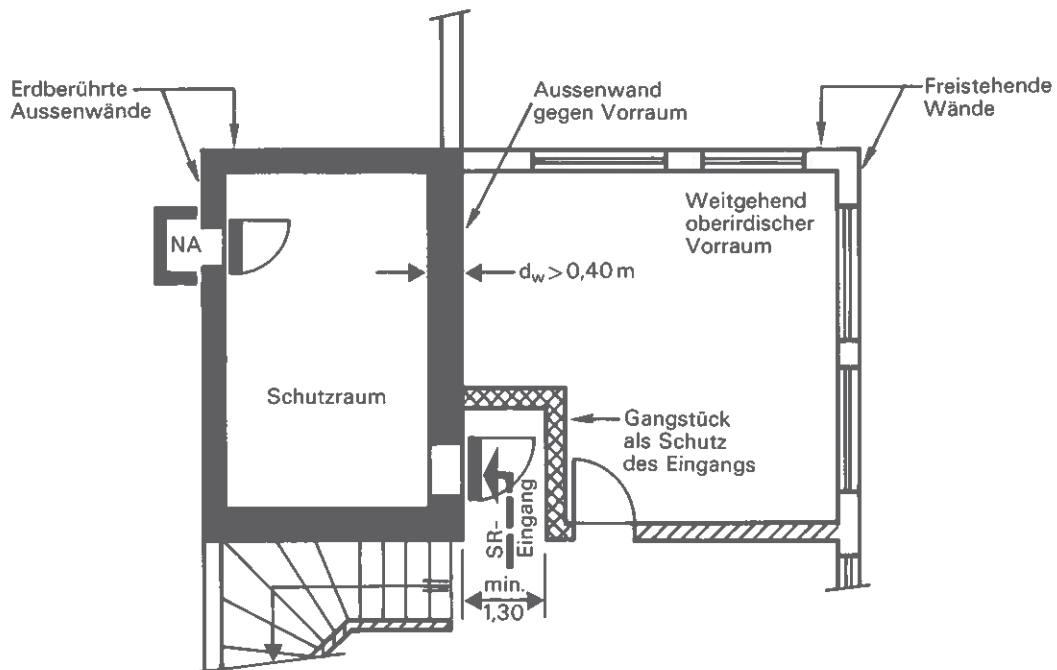 Erdberührte
Aussenwände
Aussenwand
gegen Vorraum
Freistehende
Wände
Weitgehend
oberirdischer
Vorraum
NA
d_w > 0,40 m
Schutzraum
Gangstück
als Schutz
des Eingangs
SR-
Eingang
min.
1,30